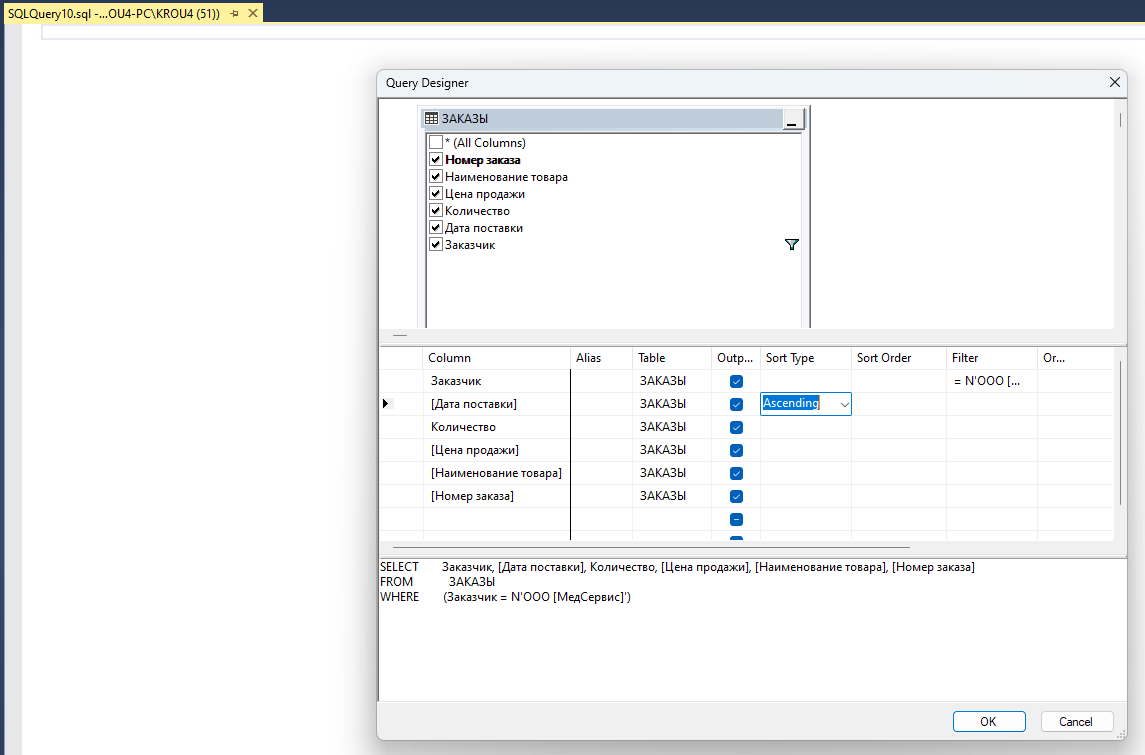 SQLQuery10.sql -...OU4-PC\KROU4 (51))
Query Designer
ЗАКАЗЫ
* (All Columns)
Номер заказа
Наименование товара
Цена продажи
Количество
Дата поставки
Заказчик
Column Alias Table Outp... Sort Type Sort Order Filter Or...
Заказчик ЗАКАЗЫ = N'ООО [...
[Дата поставки] ЗАКАЗЫ Ascending
Количество ЗАКАЗЫ
[Цена продажи] ЗАКАЗЫ
[Наименование товара] ЗАКАЗЫ
[Номер заказа] ЗАКАЗЫ
SELECT Заказчик, [Дата поставки], Количество, [Цена продажи], [Наименование товара], [Номер заказа]
FROM ЗАКАЗЫ
WHERE (Заказчик = N'ООО [МедСервис]')
OK Cancel